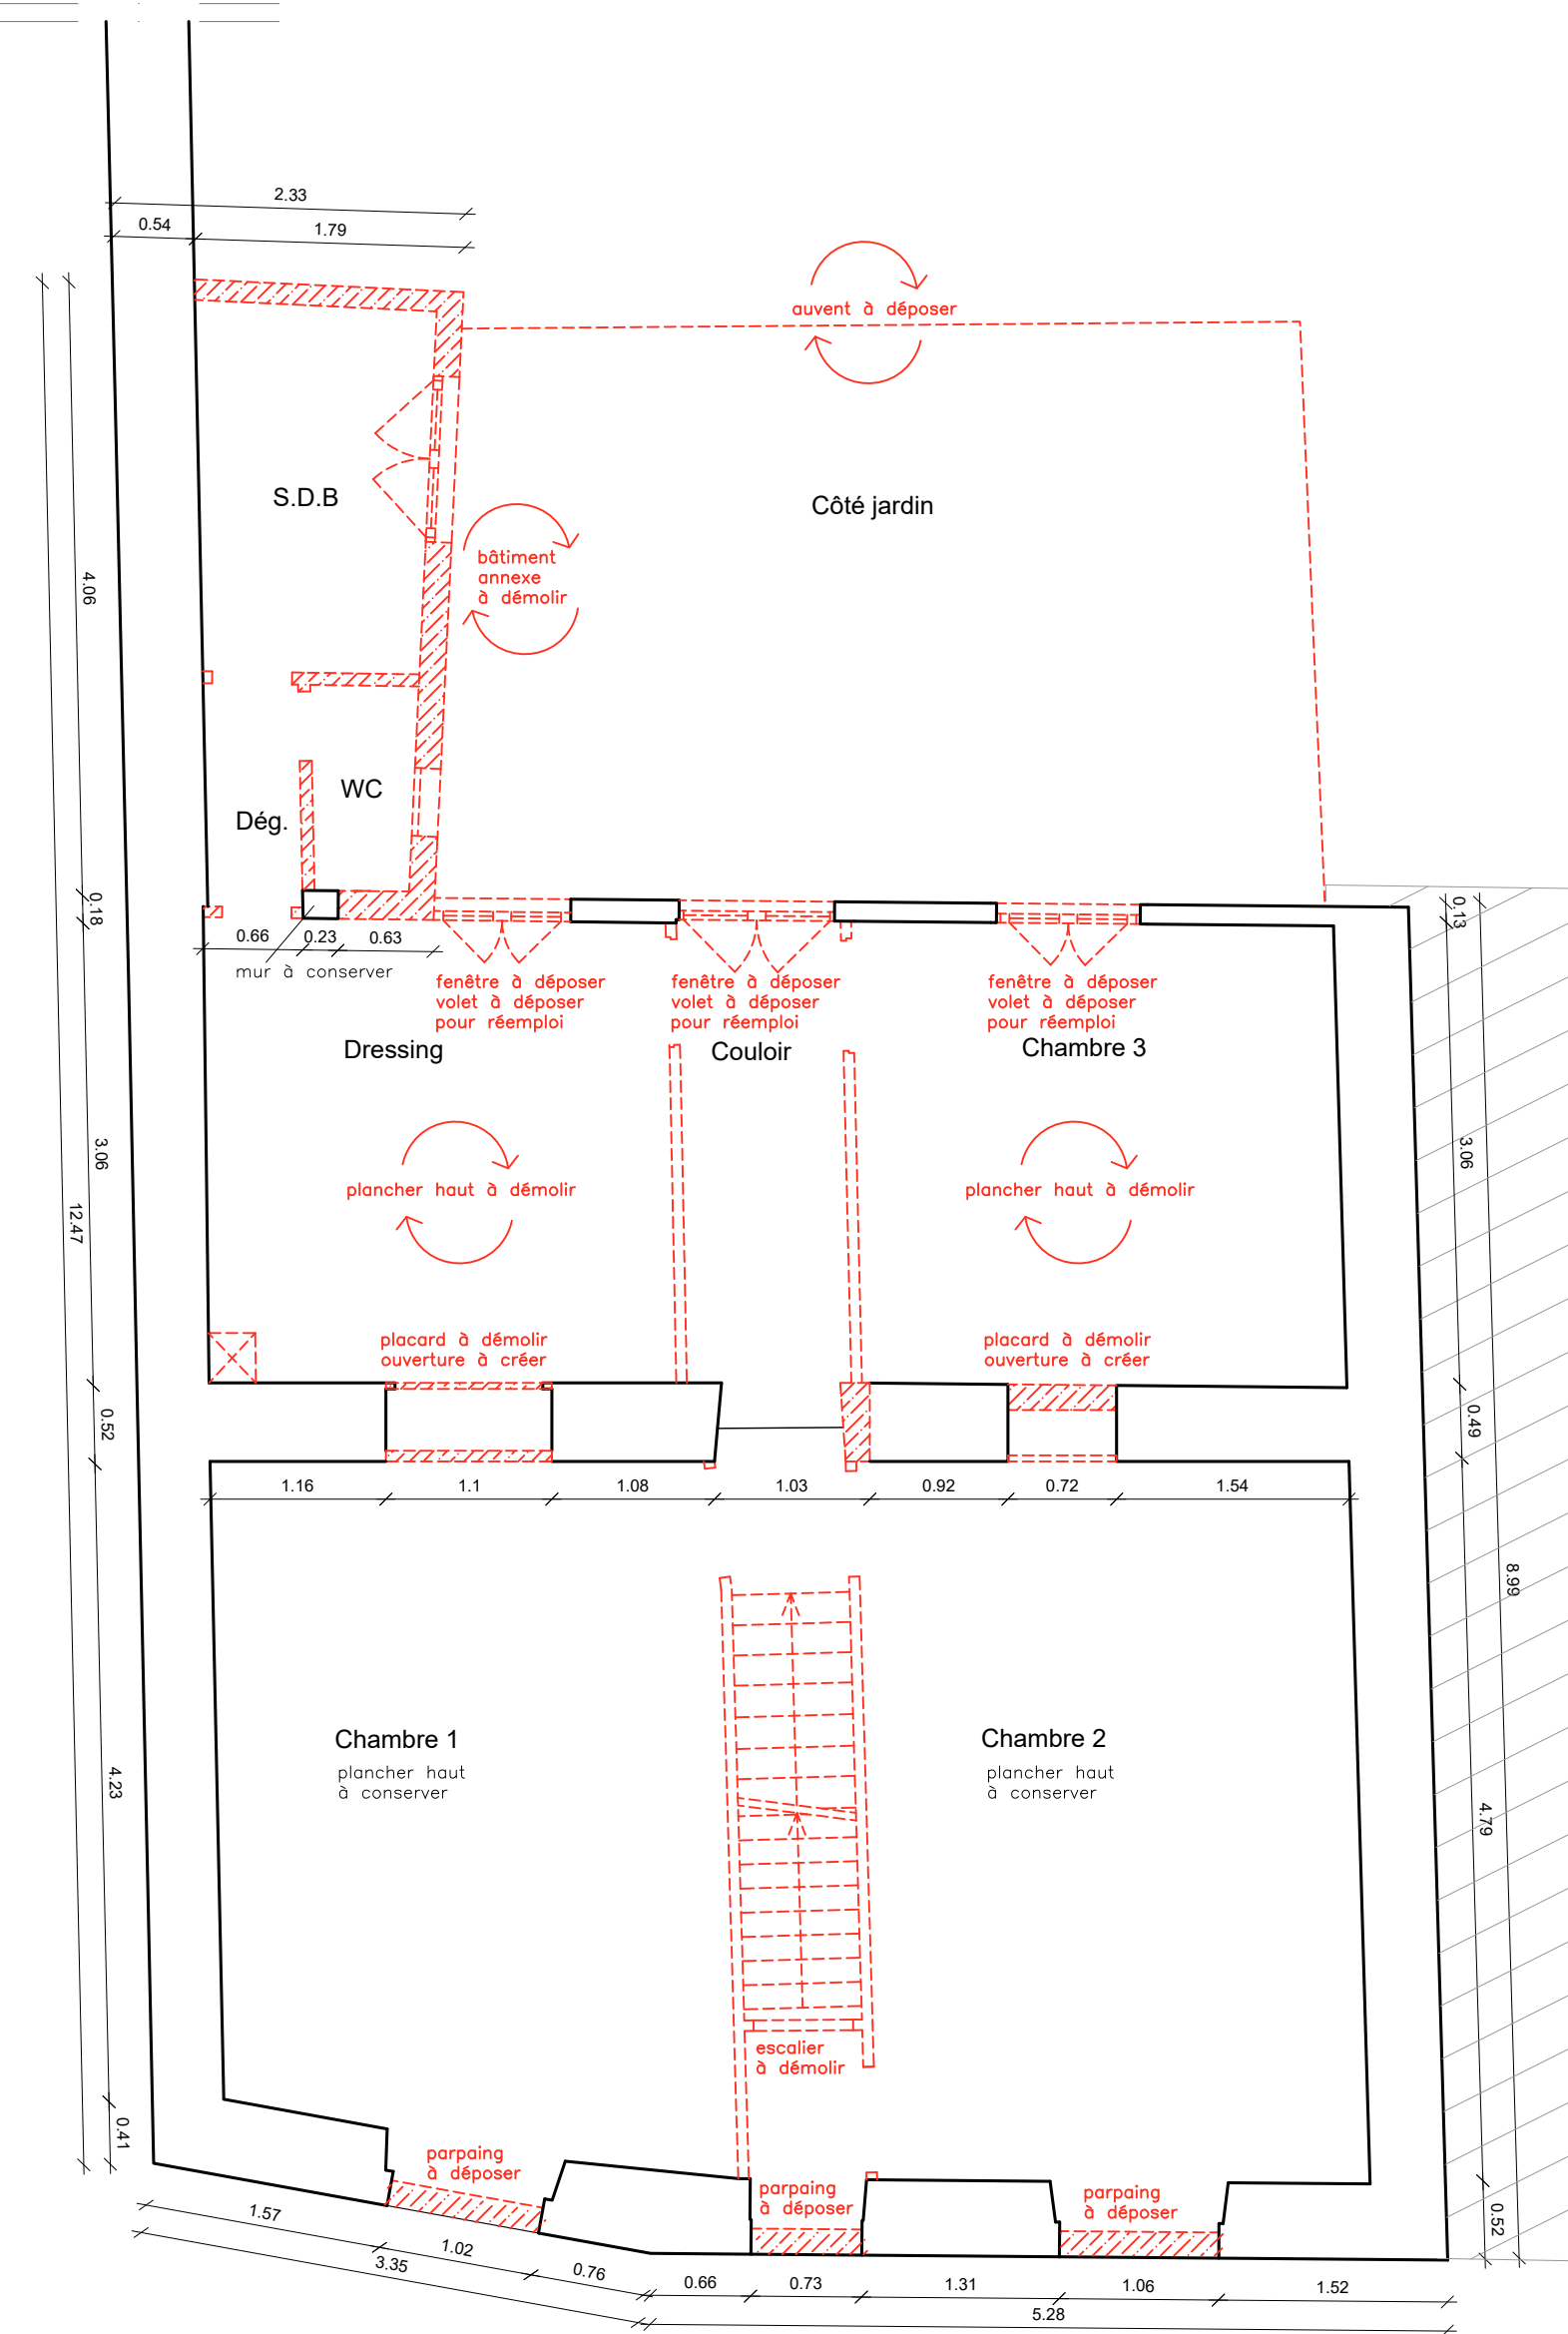 2.33
0.54
1.79
auvent à déposer
S.D.B
Côté jardin
bâtiment
annexe
à démolir
4.06
WC
Dég.
0.18
0.13
0.66
0.23
0.63
mur à conserver
fenêtre à déposer
volet à déposer
pour réemploi
fenêtre à déposer
volet à déposer
pour réemploi
fenêtre à déposer
volet à déposer
pour réemploi
Dressing
Couloir
Chambre 3
3.06
3.06
12.47
plancher haut à démolir
plancher haut à démolir
placard à démolir
ouverture à créer
placard à démolir
ouverture à créer
0.52
0.49
1.16
1.1
1.08
1.03
0.92
0.72
1.54
8.99
Chambre 1
plancher haut
à conserver
Chambre 2
plancher haut
à conserver
4.23
4.79
escalier
à démolir
0.41
parpaing
à déposer
parpaing
à déposer
parpaing
à déposer
0.52
1.57
1.02
0.76
3.35
0.66
0.73
1.31
1.06
1.52
5.28